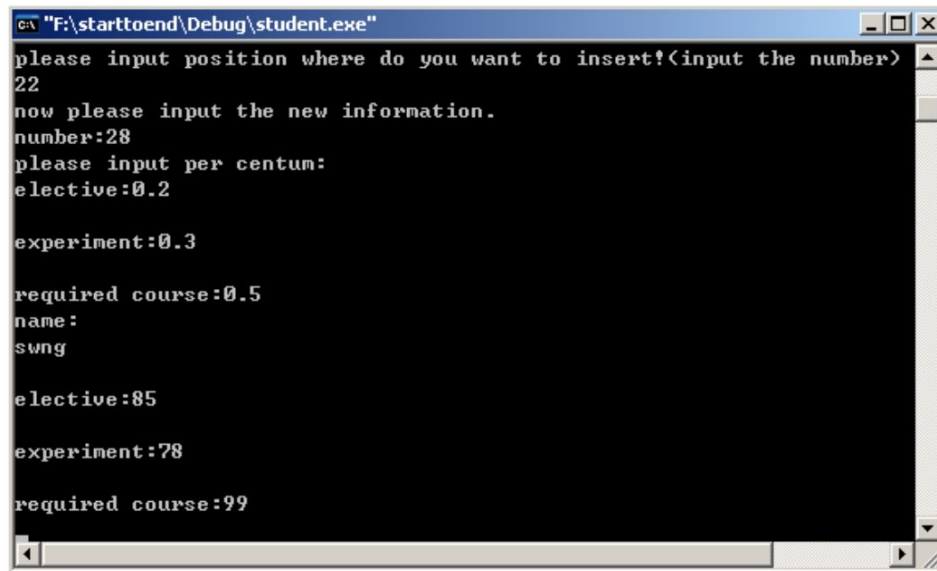 "F:\starttoend\Debug\student.exe"
please input position where do you want to insert!(input the number)
22
now please input the new information.
number:28
please input per centum:
elective:0.2
experiment:0.3
required course:0.5
name:
swng
elective:85
experiment:78
required course:99